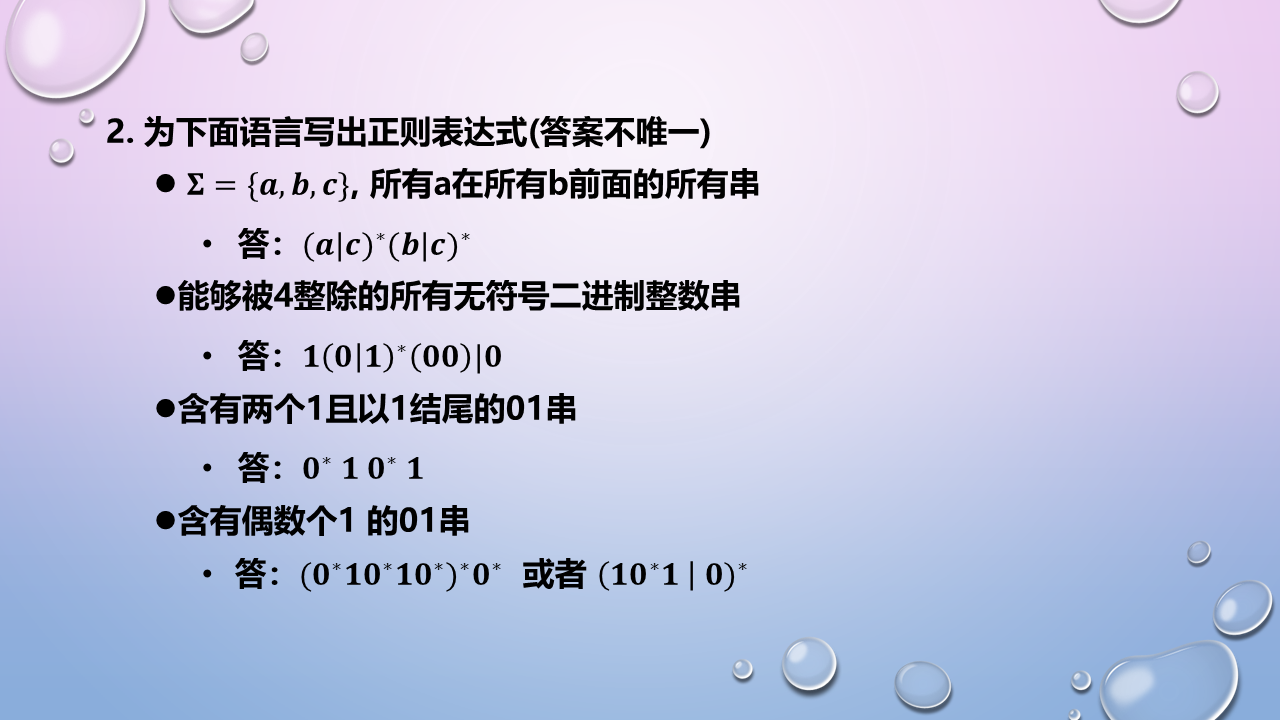 2. 为下面语言写出正则表达式(答案不唯一)
● Σ = {a, b, c}, 所有a在所有b前面的所有串
• 答：(a|c)*(b|c)*
●能够被4整除的所有无符号二进制整数串
• 答：1(0|1)*(00)|0
●含有两个1且以1结尾的01串
• 答：0* 1 0* 1
●含有偶数个1 的01串
• 答：(0*10*10*)*0* 或者 (10*1 | 0)*